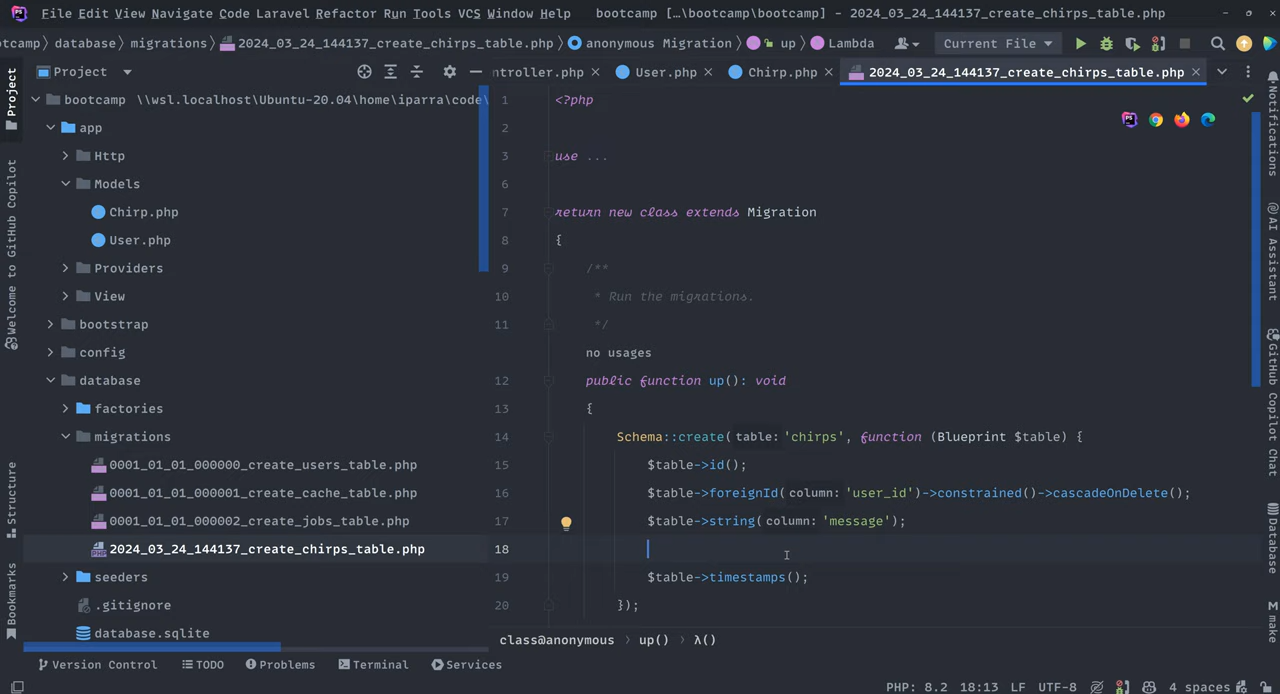 File Edit View Navigate Code Laravel Refactor Run Tools VCS Window Help bootcamp […\bootcamp\bootcamp] - 2024_03_24_144137_create_chirps_table.php
tcamp⟩ database⟩ migrations⟩ 2024_03_24_144137_create_chirps_table.php⟩ anonymous Migration⟩ up⟩ Lambda Current File
Project
ntroller.php × User.php × Chirp.php × 2024_03_24_144137_create_chirps_table.php ×
bootcamp \\wsl.localhost\Ubuntu-20.04\home\iparra\code\
app
Http
Models
Chirp.php
User.php
Providers
View
bootstrap
config
database
factories
migrations
0001_01_01_000000_create_users_table.php
0001_01_01_000001_create_cache_table.php
0001_01_01_000002_create_jobs_table.php
2024_03_24_144137_create_chirps_table.php
seeders
.gitignore
database.sqlite
1 <?php
2
3 use ...
6
7 return new class extends Migration
8 {
9 /**
10 * Run the migrations.
11 */
no usages
12 public function up(): void
13 {
14 Schema::create( table: 'chirps', function (Blueprint $table) {
15 $table->id();
16 $table->foreignId( column: 'user_id')->constrained()->cascadeOnDelete();
17 $table->string( column: 'message');
18
19 $table->timestamps();
20 });
class@anonymous › up() › λ()
Project
Welcome to GitHub Copilot
Structure
Bookmarks
Notifications
AI Assistant
GitHub Copilot Chat
Database
M make
Version Control TODO Problems Terminal Services
PHP: 8.2 18:13 LF UTF-8 4 spaces